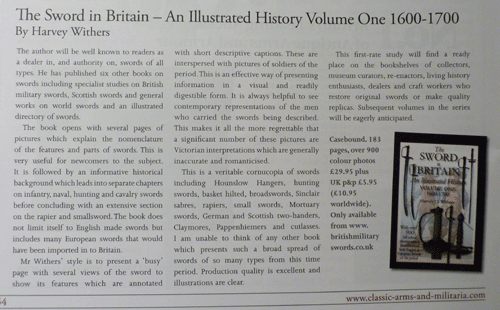 The Sword in Britain – An Illustrated History Volume One 1600-1700
By Harvey Withers
The author will be well known to readers as
a dealer in, and authority on, swords of all
types. He has published six other books on
swords including specialist studies on British
military swords, Scottish swords and general
works on world swords and an illustrated
directory of swords.
The book opens with several pages of
pictures which explain the nomenclature
of the features and parts of swords. This is
very useful for newcomers to the subject.
It is followed by an informative historical
background which leads into separate chapters
on infantry, naval, hunting and cavalry swords
before concluding with an extensive section
on the rapier and smallsword. The book does
not limit itself to English made swords but
includes many European swords that would
have been imported in to Britain.
Mr Withers' style is to present a 'busy'
page with several views of the sword to
show its features which are annotated
with short descriptive captions. These are
interspersed with pictures of soldiers of the
period. This is an effective way of presenting
information in a visual and readily
digestible form. It is always helpful to see
contemporary representations of the men
who carried the swords being described.
This makes it all the more regrettable that
a significant number of these pictures are
Victorian interpretations which are generally
inaccurate and romanticised.
This is a veritable cornucopia of swords
including Hounslow Hangers, hunting
swords, basket hilted, broadswords, Sinclair
sabres, rapiers, small swords, Mortuary
swords, German and Scottish two-handers,
Claymores, Pappenheimers and cutlasses.
I am unable to think of any other book
which presents such a broad spread of
swords of so many types from this time
period. Production quality is excellent and
illustrations are clear.
This first-rate study will find a ready
place on the bookshelves of collectors,
museum curators, re-enactors, living history
enthusiasts, dealers and craft workers who
restore original swords or make quality
replicas. Subsequent volumes in the series
will be eagerly anticipated.
Casebound, 183
pages, over 900
colour photos
£29.95 plus
UK p&p £5.95
(£10.95
worldwide).
Only available
from www.
britishmilitary
swords.co.uk
The
SWORD
in
BRITAIN
An Illustrated History
VOLUME ONE
Harvey J S Withers
www.classic-arms-and-militaria.com